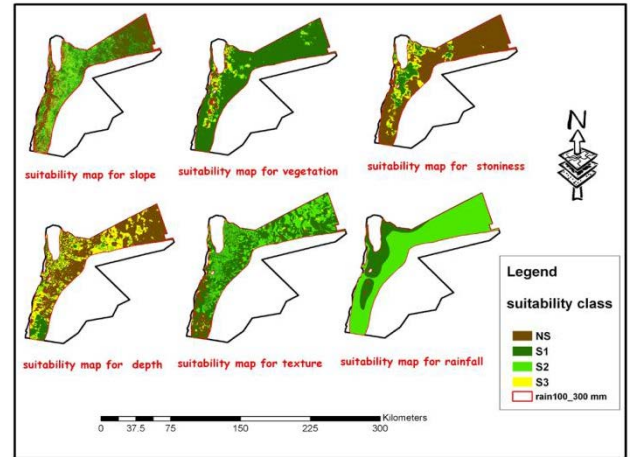 suitability map for slope
suitability map for vegetation
suitability map for stoniness
N
suitability map for depth
suitability map for texture
suitability map for rainfall
Legend
suitability class
NS
S1
S2
S3
rain100_300 mm
Kilometers
0 37.5 75 150 225 300